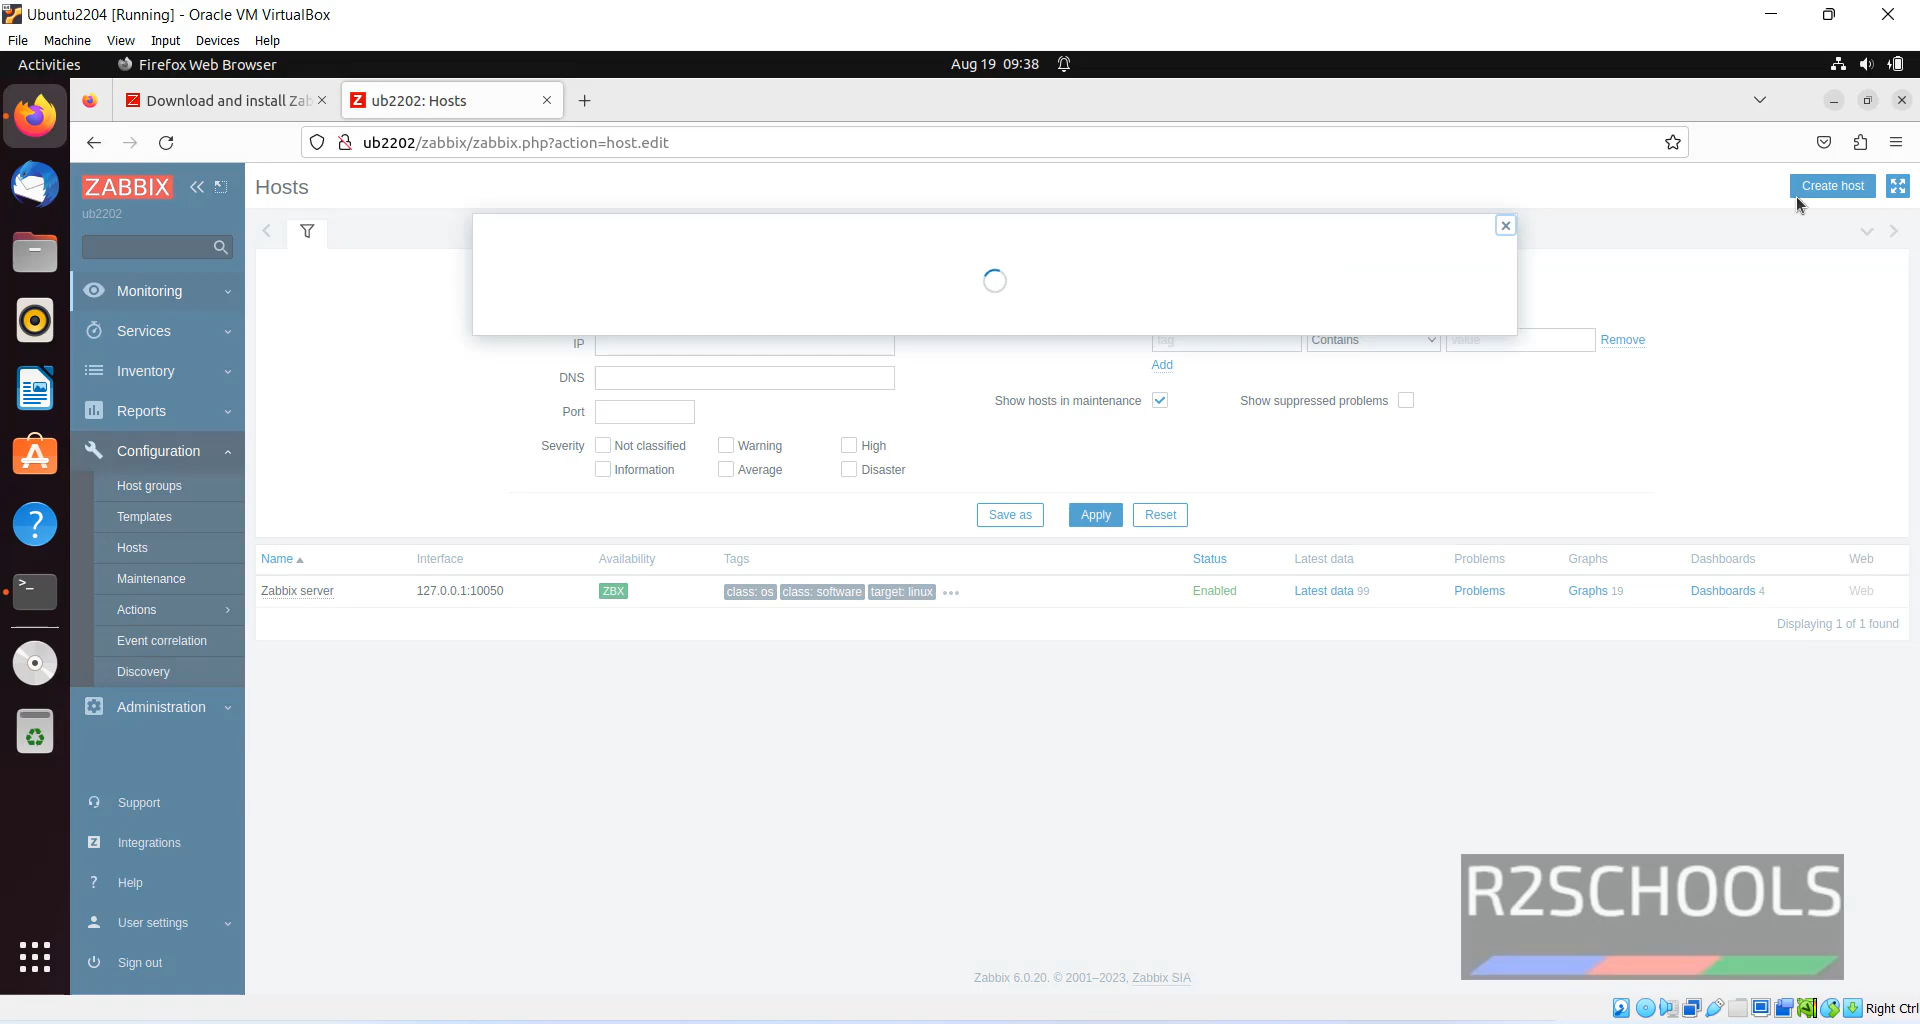 Ubuntu2204 [Running] - Oracle VM VirtualBox
File Machine View Input Devices Help
Activities Firefox Web Browser Aug 19 09:38
Download and install Zab ub2202: Hosts
ub2202/zabbix/zabbix.php?action=host.edit
ZABBIX
ub2202
Monitoring
Services
Inventory
Reports
Configuration
Host groups
Templates
Hosts
Maintenance
Actions
Event correlation
Discovery
Administration
Support
Integrations
Help
User settings
Sign out
Hosts Create host
IP tag Contains value Remove
Add
DNS
Show hosts in maintenance Show suppressed problems
Port
Severity Not classified Warning High
Information Average Disaster
Save as Apply Reset
Name Interface Availability Tags Status Latest data Problems Graphs Dashboards Web
Zabbix server 127.0.0.1:10050 ZBX class: os class: software target: linux ••• Enabled Latest data 99 Problems Graphs 19 Dashboards 4 Web
Displaying 1 of 1 found
R2SCHOOLS
Zabbix 6.0.20. © 2001–2023, Zabbix SIA
Right Ctrl